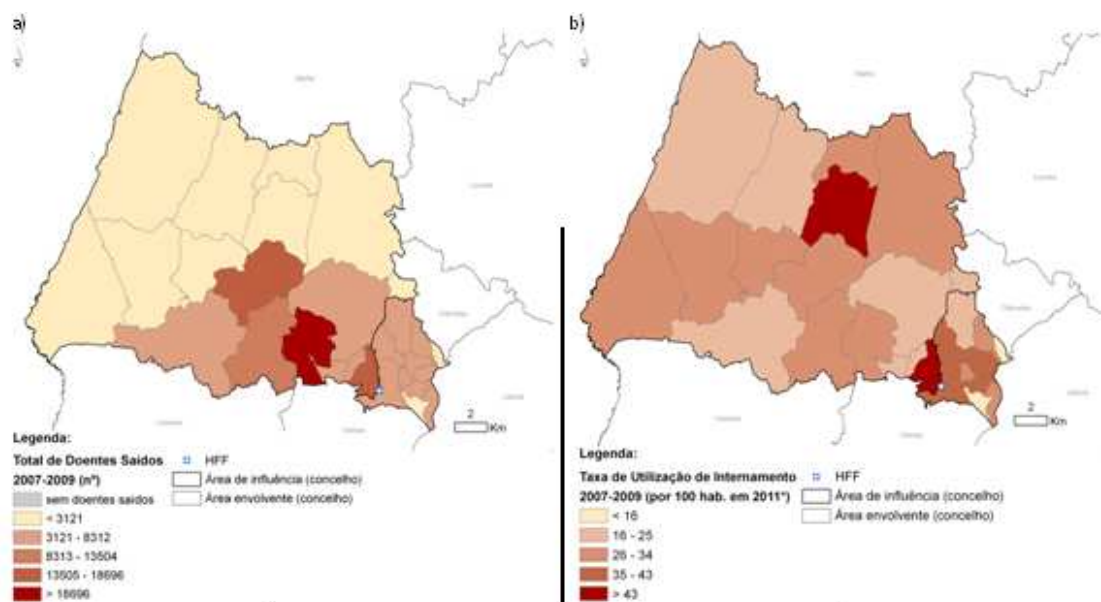 a)
2
Km
Legenda:
Total de Doentes Saídos
2007-2009 (nº)
sem doentes saidos
< 3121
3121 - 8312
8313 - 13504
13505 - 18696
> 18696
HFF
Área de influência (concelho)
Área envolvente (concelho)
b)
2
Km
Legenda:
Taxa de Utilização de Internamento
2007-2009 (por 100 hab. em 2011*)
< 16
16 - 25
26 - 34
35 - 43
> 43
HFF
Área de influência (concelho)
Área envolvente (concelho)